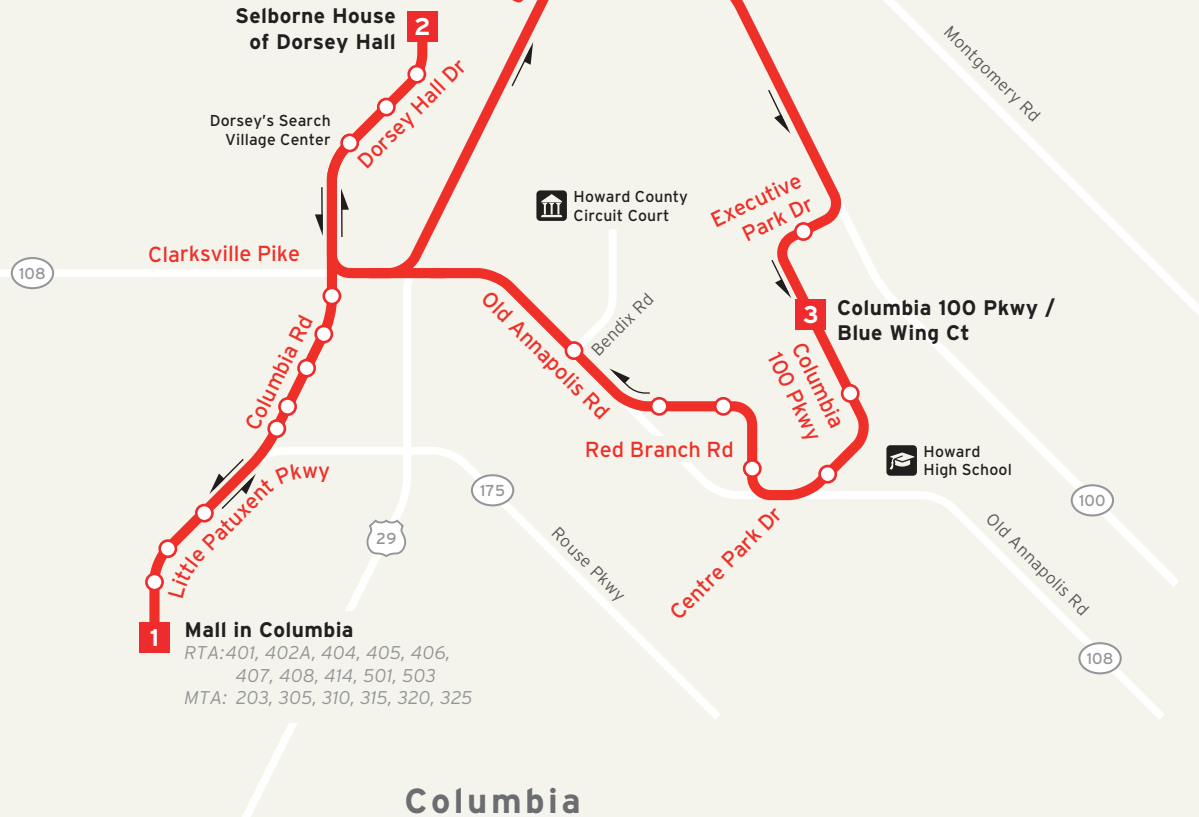 Selborne House
of Dorsey Hall
2
Montgomery Rd
Dorsey Hall Dr
Dorsey's Search
Village Center
Executive
Park Dr
Howard County
Circuit Court
Clarksville Pike
108
Old Annapolis Rd
Bendix Rd
3
Columbia 100 Pkwy /
Blue Wing Ct
Columbia Rd
Columbia
100 Pkwy
Red Branch Rd
Howard
High School
Little Patuxent Pkwy
175
100
29
Rouse Pkwy
Centre Park Dr
Old Annapolis Rd
108
1
Mall in Columbia
RTA:401, 402A, 404, 405, 406,
407, 408, 414, 501, 503
MTA: 203, 305, 310, 315, 320, 325
Columbia